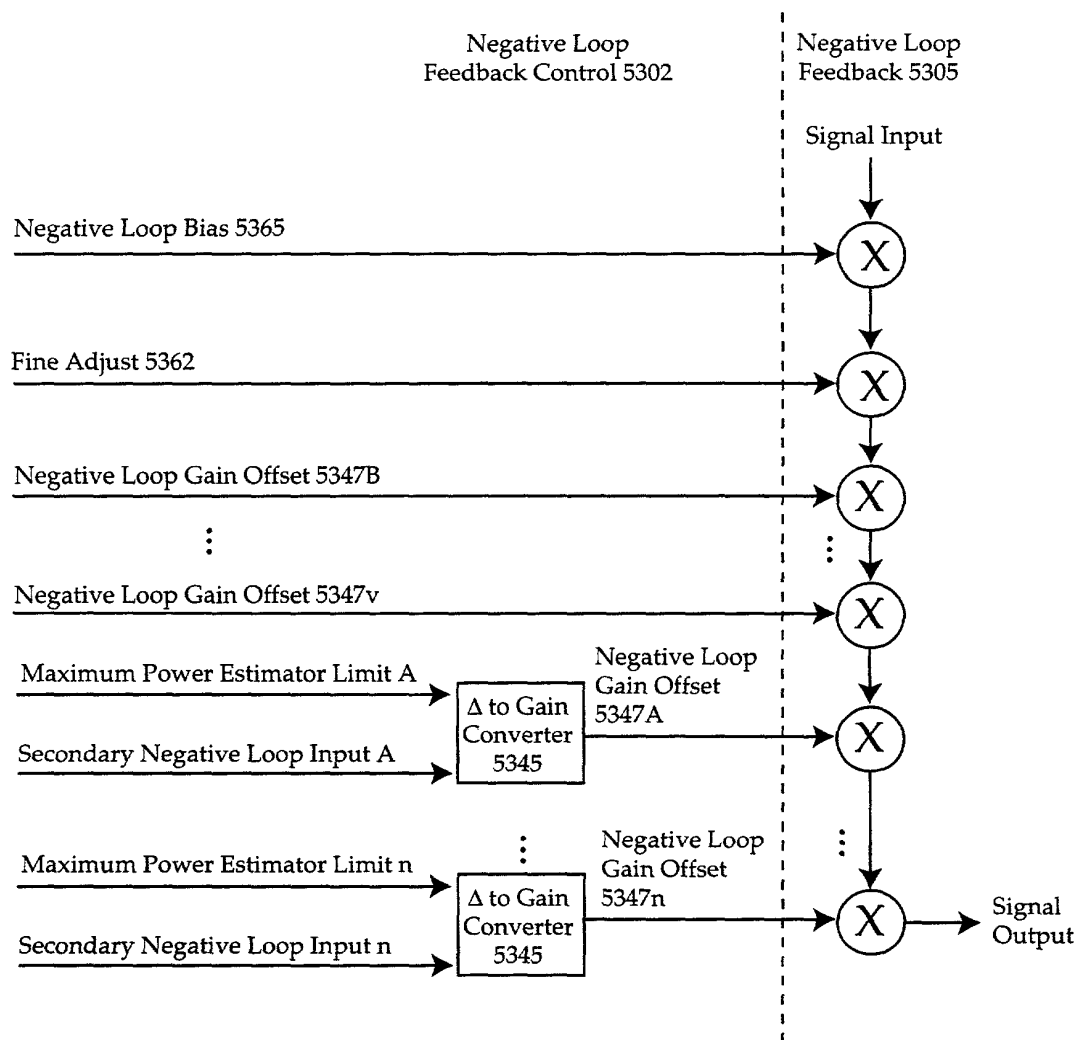 Negative Loop
Feedback Control 5302
Negative Loop
Feedback 5305
Signal Input
Negative Loop Bias 5365
X
Fine Adjust 5362
X
Negative Loop Gain Offset 5347B
X
Negative Loop Gain Offset 5347v
X
Maximum Power Estimator Limit A
Secondary Negative Loop Input A
Δ to Gain
Converter
5345
Negative Loop
Gain Offset
5347A
X
Maximum Power Estimator Limit n
Secondary Negative Loop Input n
Δ to Gain
Converter
5345
Negative Loop
Gain Offset
5347n
X
Signal
Output